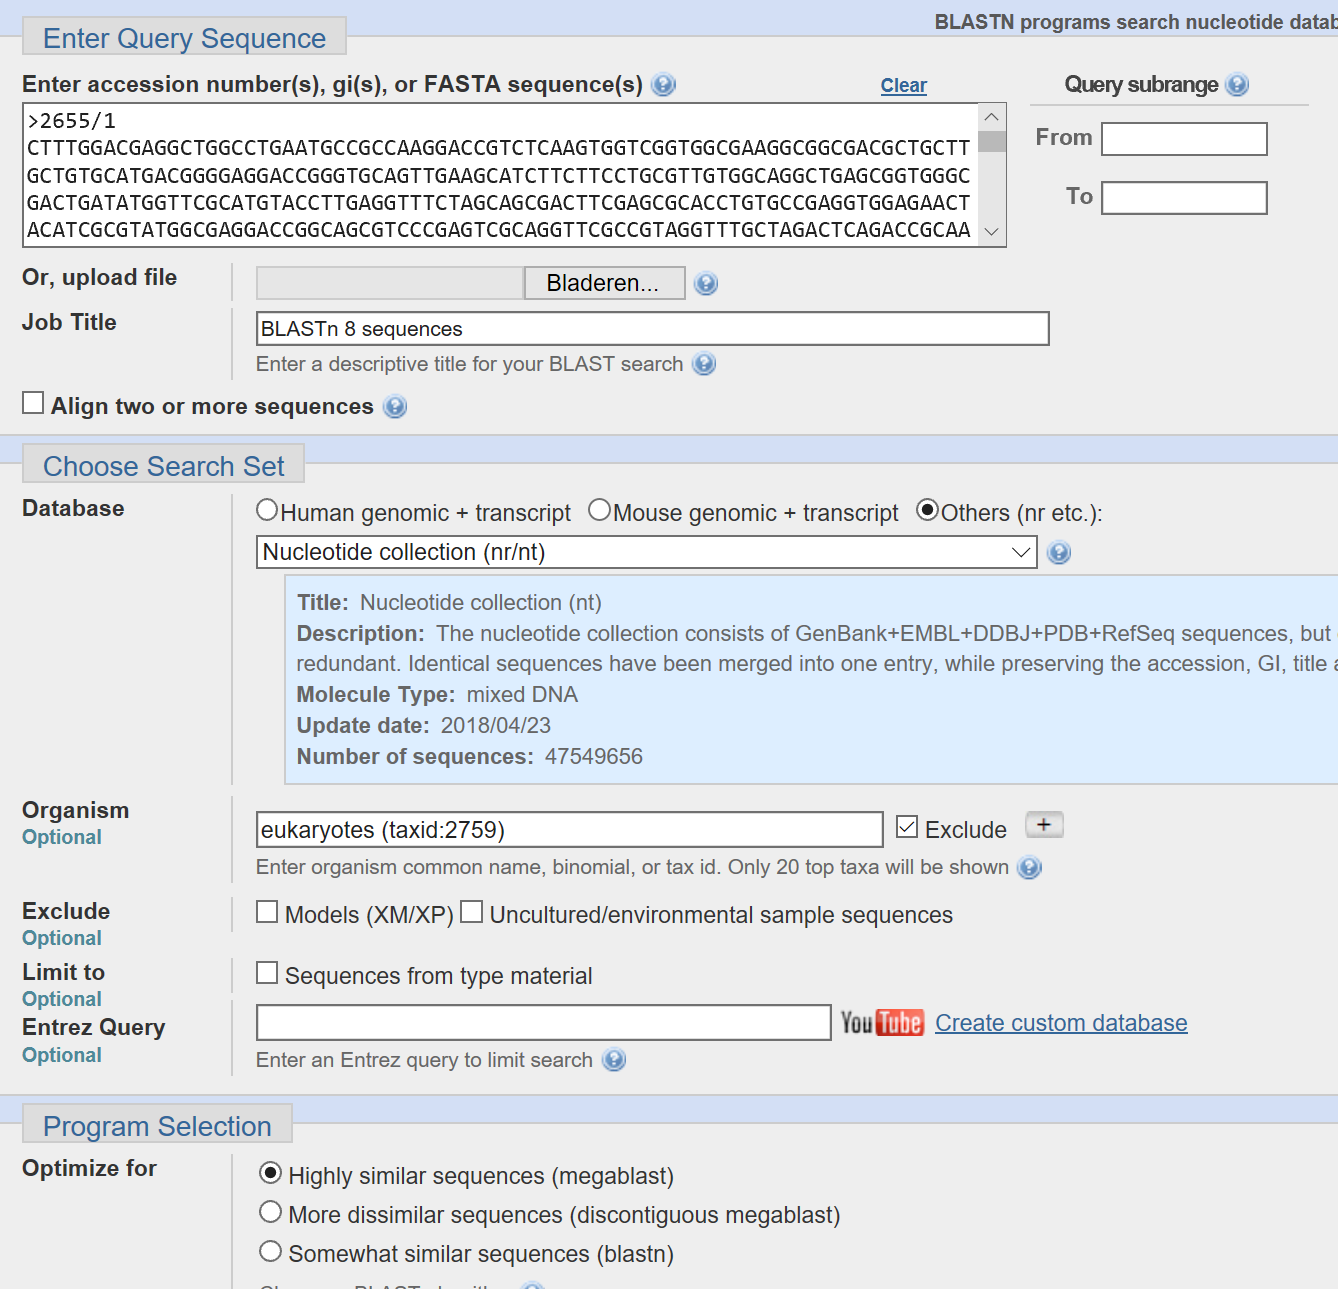 BLASTN programs search nucleotide datab
Enter Query Sequence
Enter accession number(s), gi(s), or FASTA sequence(s)
Clear
Query subrange
>2655/1
CTTTGGACGAGGCTGGCCTGAATGCCGCCAAGGACCGTCTCAAGTGGTCGGTGGCGAAGGCGGCGACGCTGCTT
GCTGTGCATGACGGGGAGGACCGGGTGCAGTTGAAGCATCTTCTTCCTGCGTTGTGGCAGGCTGAGCGGTGGGC
GACTGATATGGTTCGCATGTACCTTGAGGTTTCTAGCAGCGACTTCGAGCGCACCTGTGCCGAGGTGGAGAACT
ACATCGCGTATGGCGAGGACCGGCAGCGTCCCGAGTCGCAGGTTCGCCGTAGGTTTGCTAGACTCAGACCGCAA
From
To
Or, upload file
Bladeren...
Job Title
BLASTn 8 sequences
Enter a descriptive title for your BLAST search
Align two or more sequences
Choose Search Set
Database
Human genomic + transcript Mouse genomic + transcript Others (nr etc.):
Nucleotide collection (nr/nt)
Title: Nucleotide collection (nt)
Description: The nucleotide collection consists of GenBank+EMBL+DDBJ+PDB+RefSeq sequences, but
redundant. Identical sequences have been merged into one entry, while preserving the accession, GI, title
Molecule Type: mixed DNA
Update date: 2018/04/23
Number of sequences: 47549656
Organism
Optional
eukaryotes (taxid:2759)
Exclude
+
Enter organism common name, binomial, or tax id. Only 20 top taxa will be shown
Exclude
Optional
Models (XM/XP) Uncultured/environmental sample sequences
Limit to
Optional
Sequences from type material
Entrez Query
Optional
YouTube Create custom database
Enter an Entrez query to limit search
Program Selection
Optimize for
Highly similar sequences (megablast)
More dissimilar sequences (discontiguous megablast)
Somewhat similar sequences (blastn)